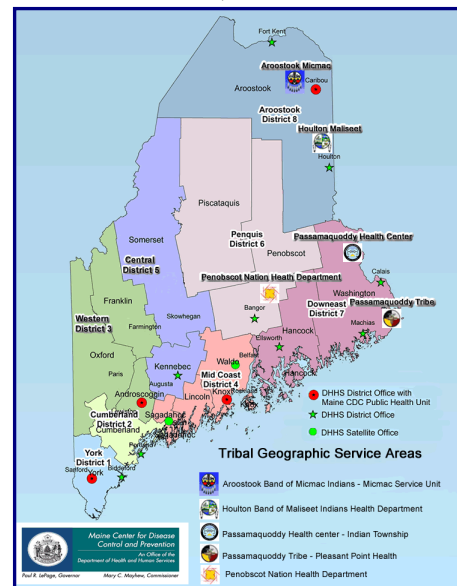 Fort Kent
Aroostook Micmac
Caribou
Aroostook
Aroostook
District 8
Houlton Maliseet
Houlton
Piscataquis
Somerset
Penquis
District 6
Penobscot
Passamaquoddy Health Center
Central
District 5
Penobscot Nation Heath Department
Washington
Calais
Passamaquoddy Tribe
Downeast
District 7
Franklin
Western
District 3
Skowhegan
Bangor
Machias
Farmington
Hancock
Ellsworth
Oxford
Waldo
Belfast
Kennebec
Mid Coast
District 4
Hancock
Paris
Augusta
Androscoggin
Lincoln
Knox
Cumberland
District 2
Sagadahoc
Cumberland
Portland
York
District 1
Sanford
York
Biddeford
DHHS District Office with
Maine CDC Public Health Unit
DHHS District Office
DHHS Satellite Office
Tribal Geographic Service Areas
Aroostook Band of Micmac Indians - Micmac Service Unit
Houlton Band of Maliseet Indians Health Department
Passamaquoddy Health center - Indian Township
Passamaquoddy Tribe - Pleasant Point Health
Penobscot Nation Health Department
Maine Center for Disease
Control and Prevention
An Office of the
Department of Health and Human Services
Paul R. LePage, Governor
Mary C. Mayhew, Commissioner